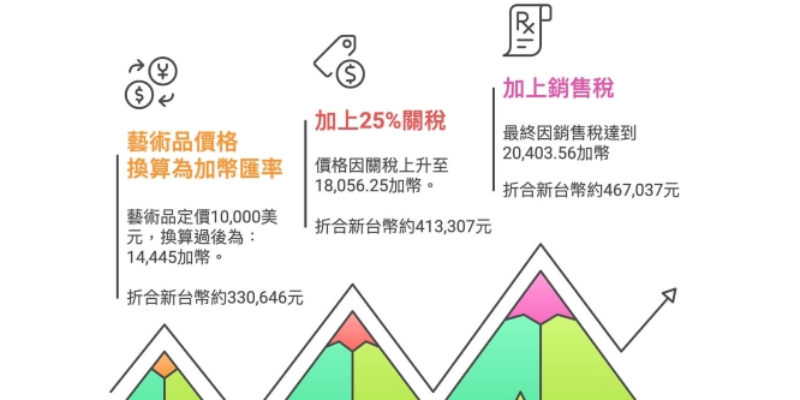 藝術品價格
換算為加幣匯率
藝術品定價10,000美
元，換算過後為：
14,445加幣。
折合新台幣約330,646元
加上25%關稅
價格因關稅上升至
18,056.25加幣。
折合新台幣約413,307元
加上銷售稅
最終因銷售稅達到
20,403.56加幣
折合新台幣約467,037元